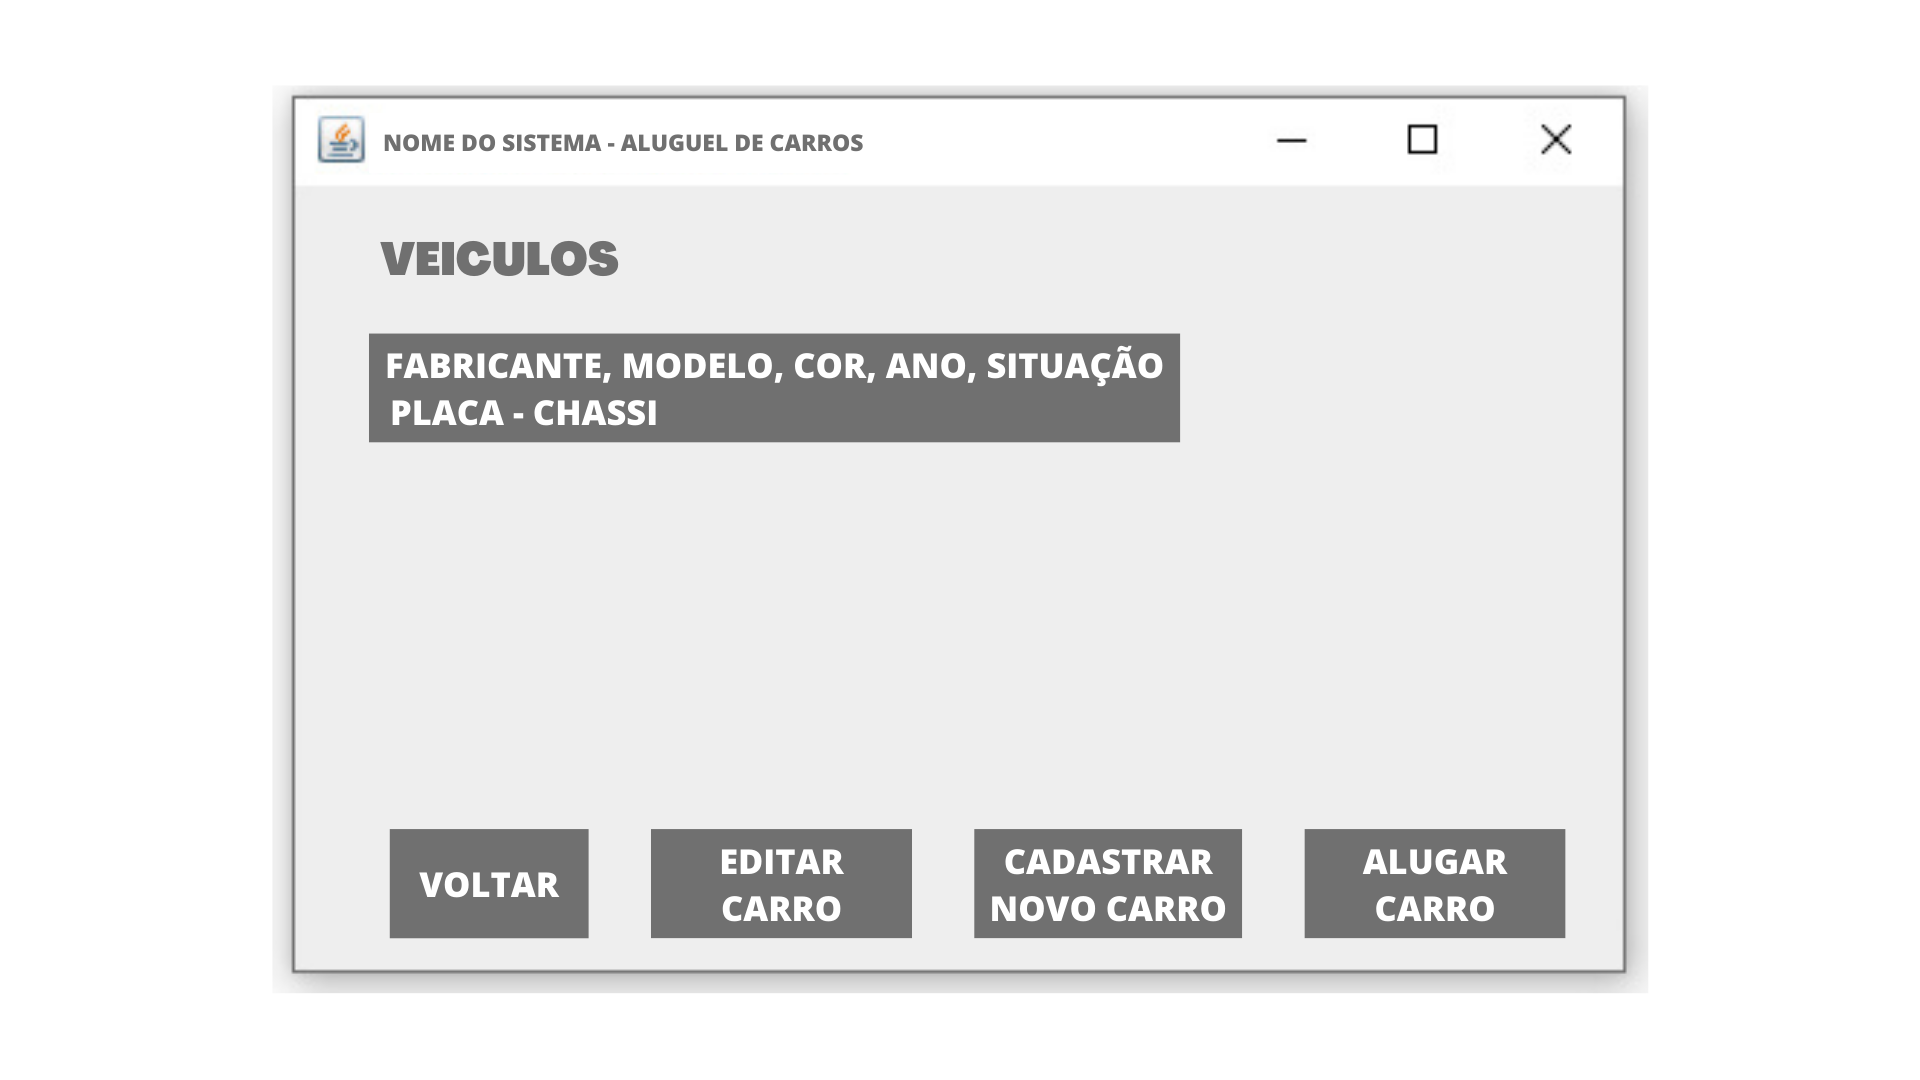 NOME DO SISTEMA - ALUGUEL DE CARROS
VEICULOS
FABRICANTE, MODELO, COR, ANO, SITUAÇÃO
PLACA - CHASSI
VOLTAR
EDITAR
CARRO
CADASTRAR
NOVO CARRO
ALUGAR
CARRO